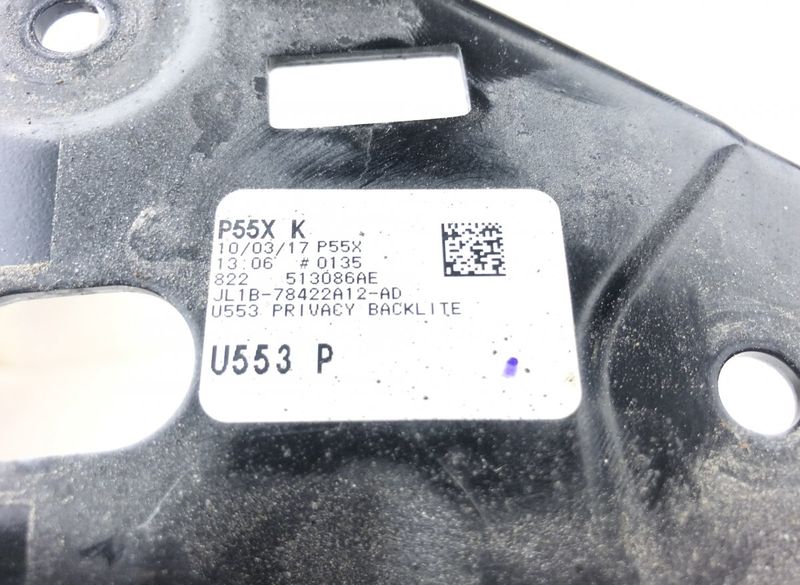 P55X K
10/03/17 P55X
13:06 #0135
822 513086AE
JL1B-78422A12-AD
U553 PRIVACY BACKLITE
U553 P